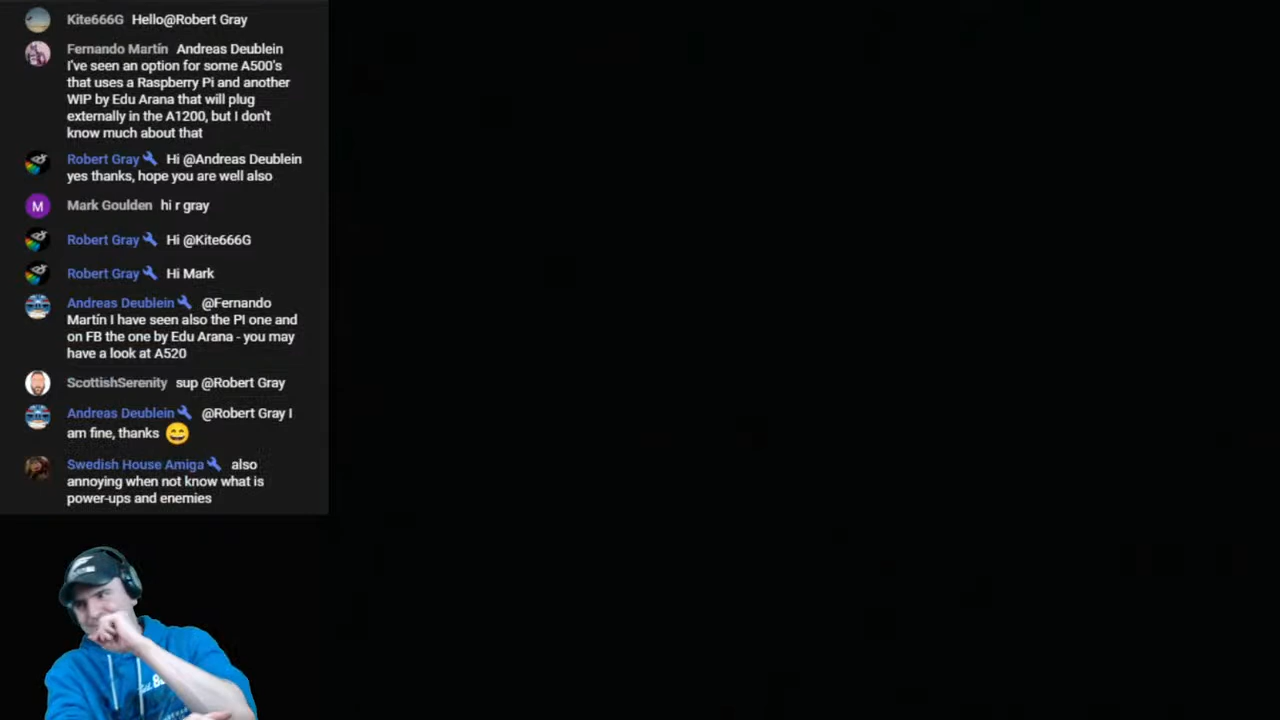 Kite666G Hello@Robert Gray
Fernando Martín Andreas Deublein
I've seen an option for some A500's
that uses a Raspberry Pi and another
WIP by Edu Arana that will plug
externally in the A1200, but I don't
know much about that
Robert Gray Hi @Andreas Deublein
yes thanks, hope you are well also
M
Mark Goulden hi r gray
Robert Gray Hi @Kite666G
Robert Gray Hi Mark
Andreas Deublein @Fernando
Martín I have seen also the PI one and
on FB the one by Edu Arana - you may
have a look at A520
ScottishSerenity sup @Robert Gray
Andreas Deublein @Robert Gray I
am fine, thanks 😄
Swedish House Amiga also
annoying when not know what is
power-ups and enemies